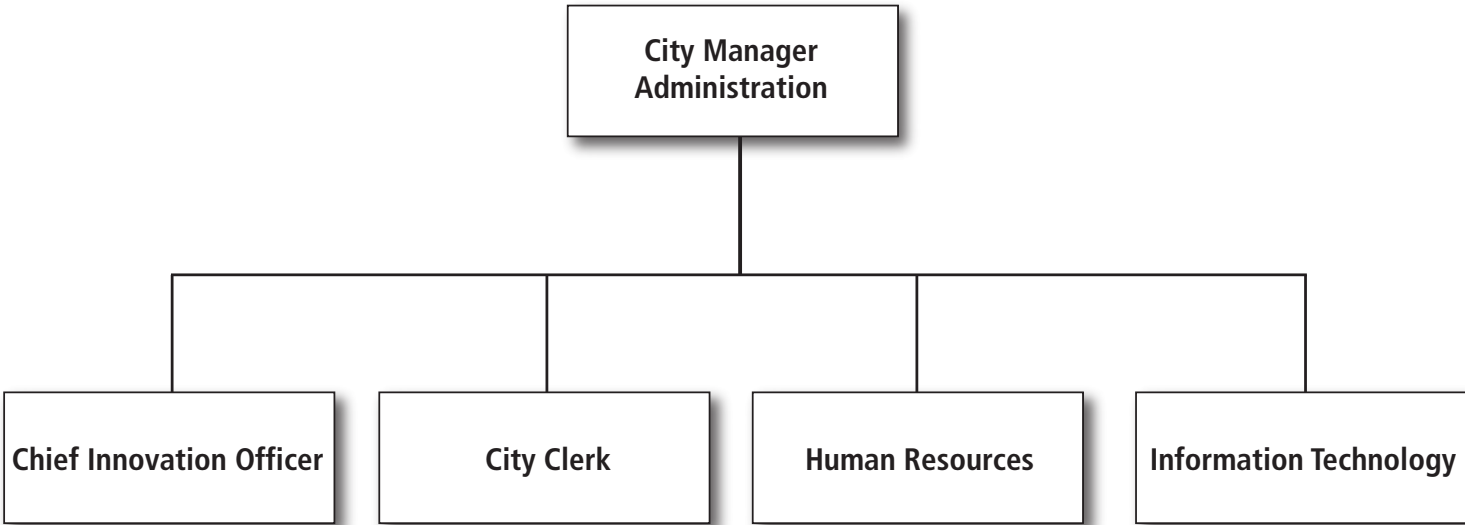 City Manager
Administration
Chief Innovation Officer
City Clerk
Human Resources
Information Technology